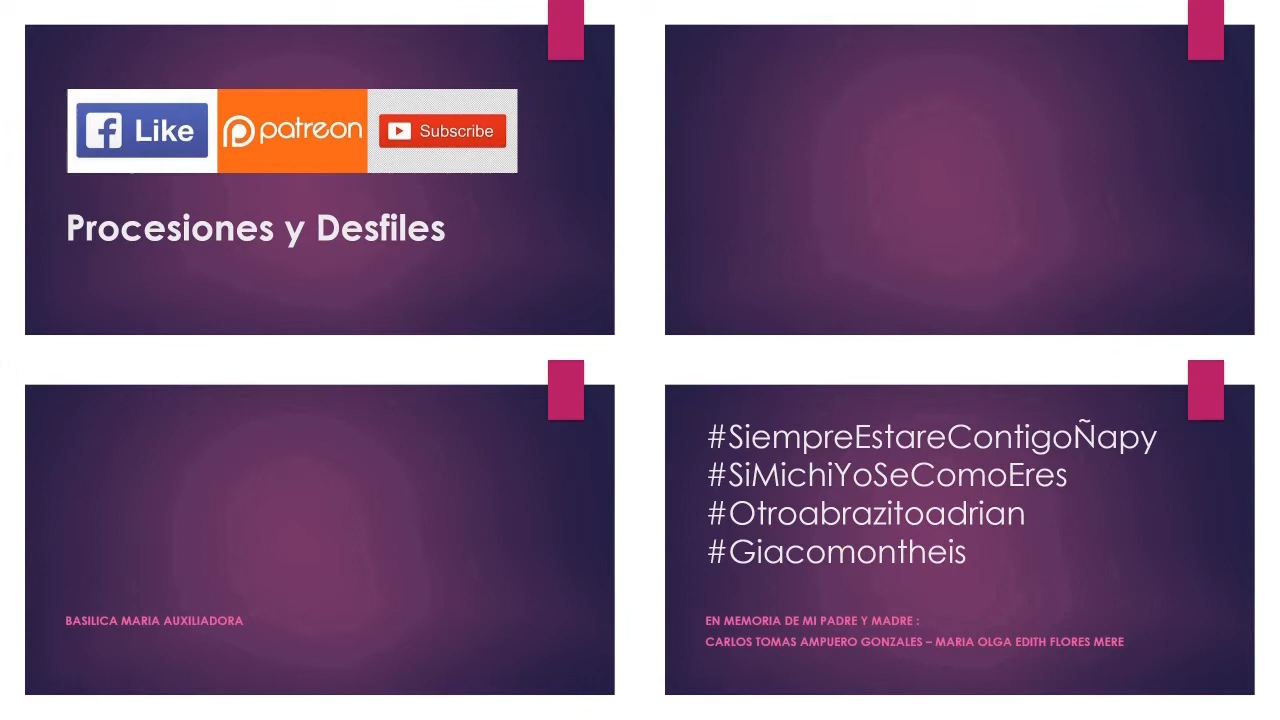 Like
patreon
Subscribe
Procesiones y Desfiles
BASILICA MARIA AUXILIADORA
#SiempreEstareContigoÑapy
#SiMichiYoSeComoEres
#Otroabrazitoadrian
#Giacomontheis
EN MEMORIA DE MI PADRE Y MADRE :
CARLOS TOMAS AMPUERO GONZALES – MARIA OLGA EDITH FLORES MERE